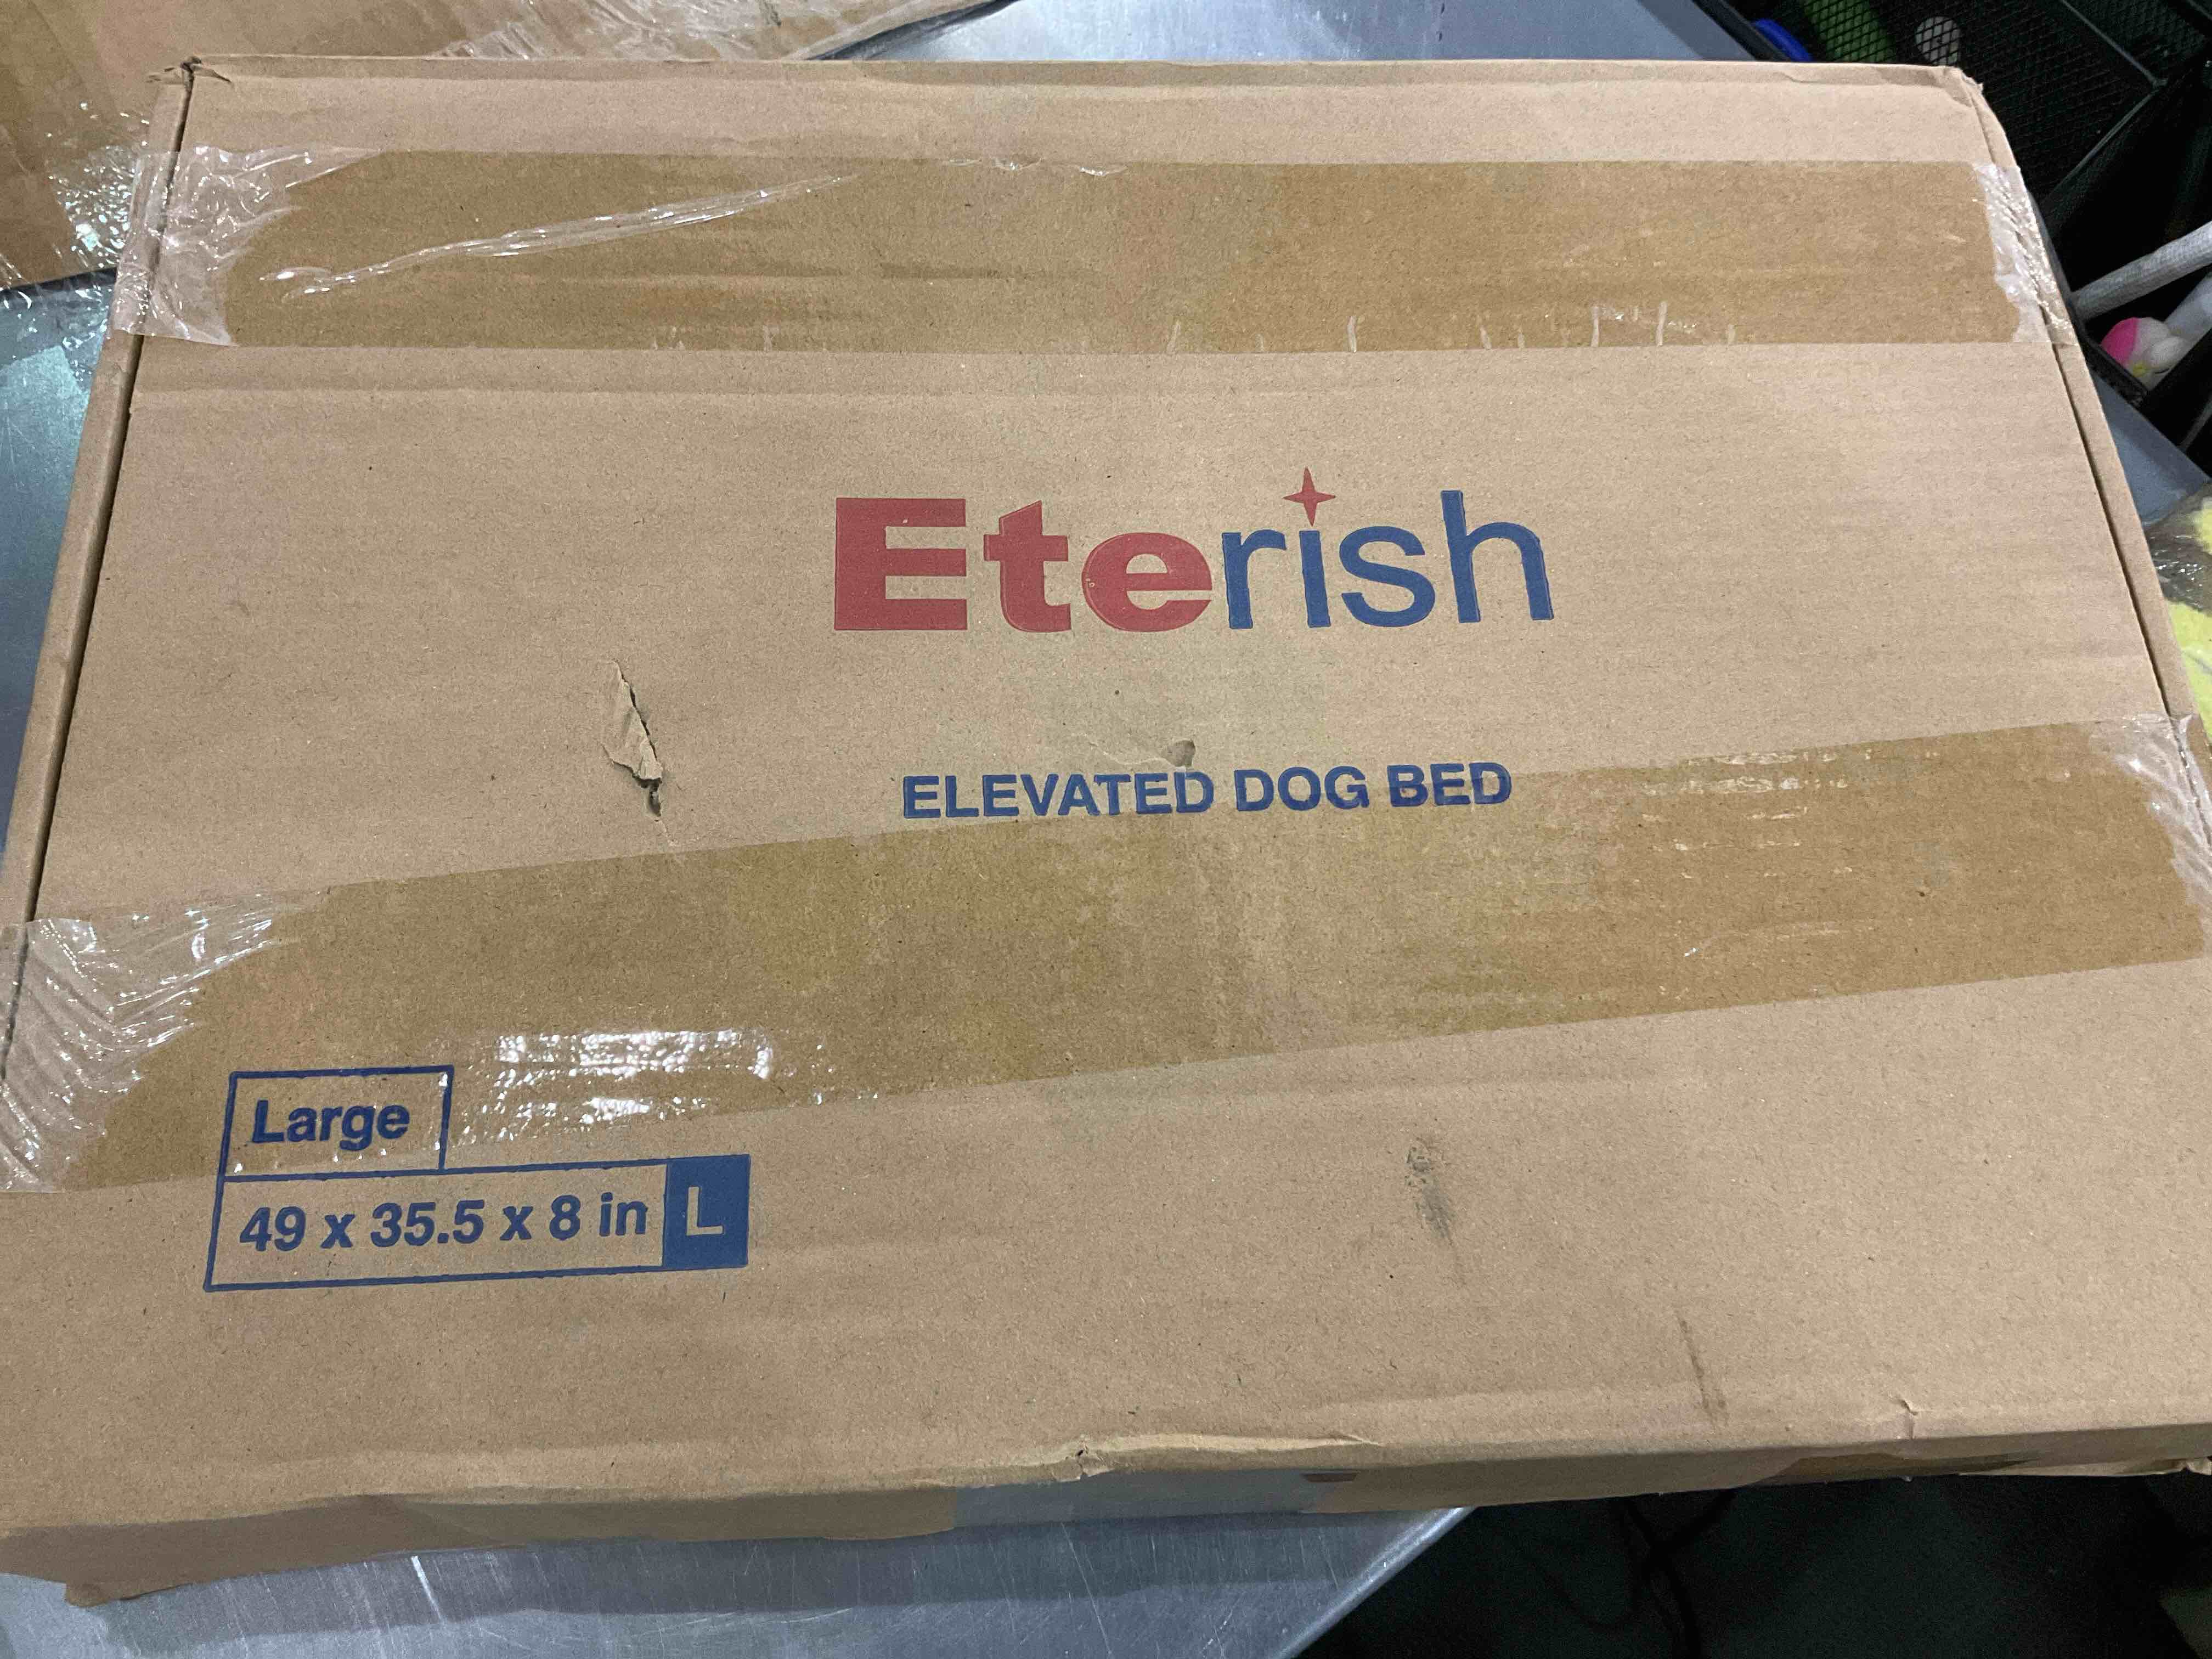 Eterish
ELEVATED DOG BED
Large
49 x 35.5 x 8 in L